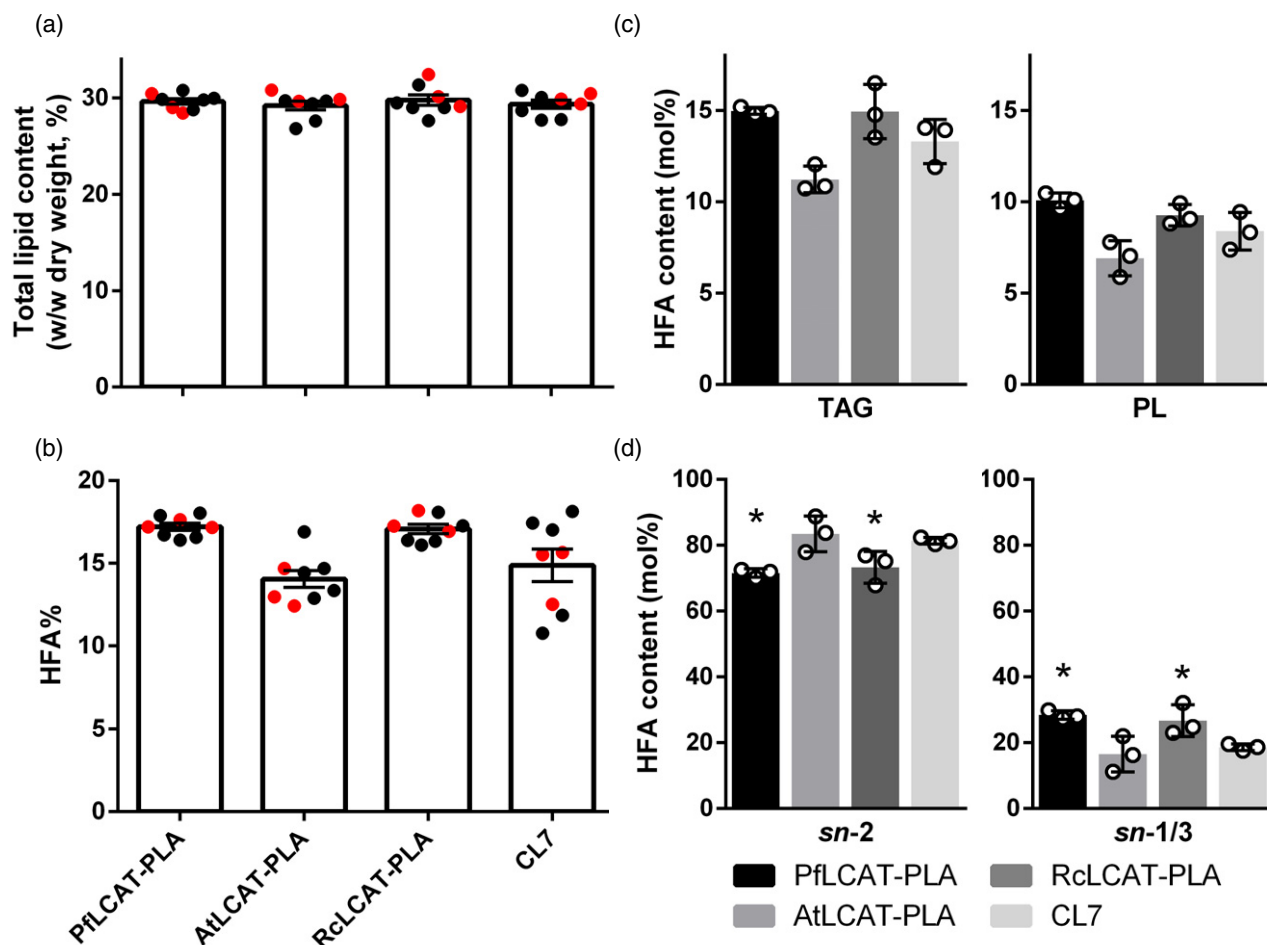 (a)
Total lipid content
(w/w dry weight, %)
30
20
10
0
(b)
HFA%
20
15
10
5
0
PfLCAT-PLA
AtLCAT-PLA
RcLCAT-PLA
CL7
(c)
HFA content (mol%)
15
10
5
0
TAG
15
10
5
0
PL
(d)
HFA content (mol%)
100
80
60
40
20
0
* *
sn-2
100
80
60
40
20
0
* *
sn-1/3
PfLCAT-PLA
AtLCAT-PLA
RcLCAT-PLA
CL7